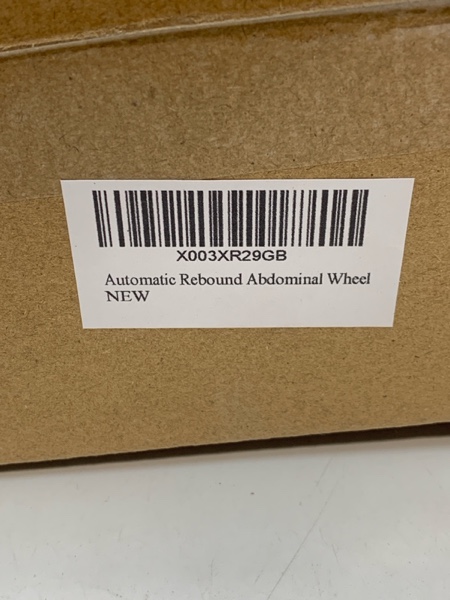 X003XR29GB
Automatic Rebound Abdominal Wheel
NEW